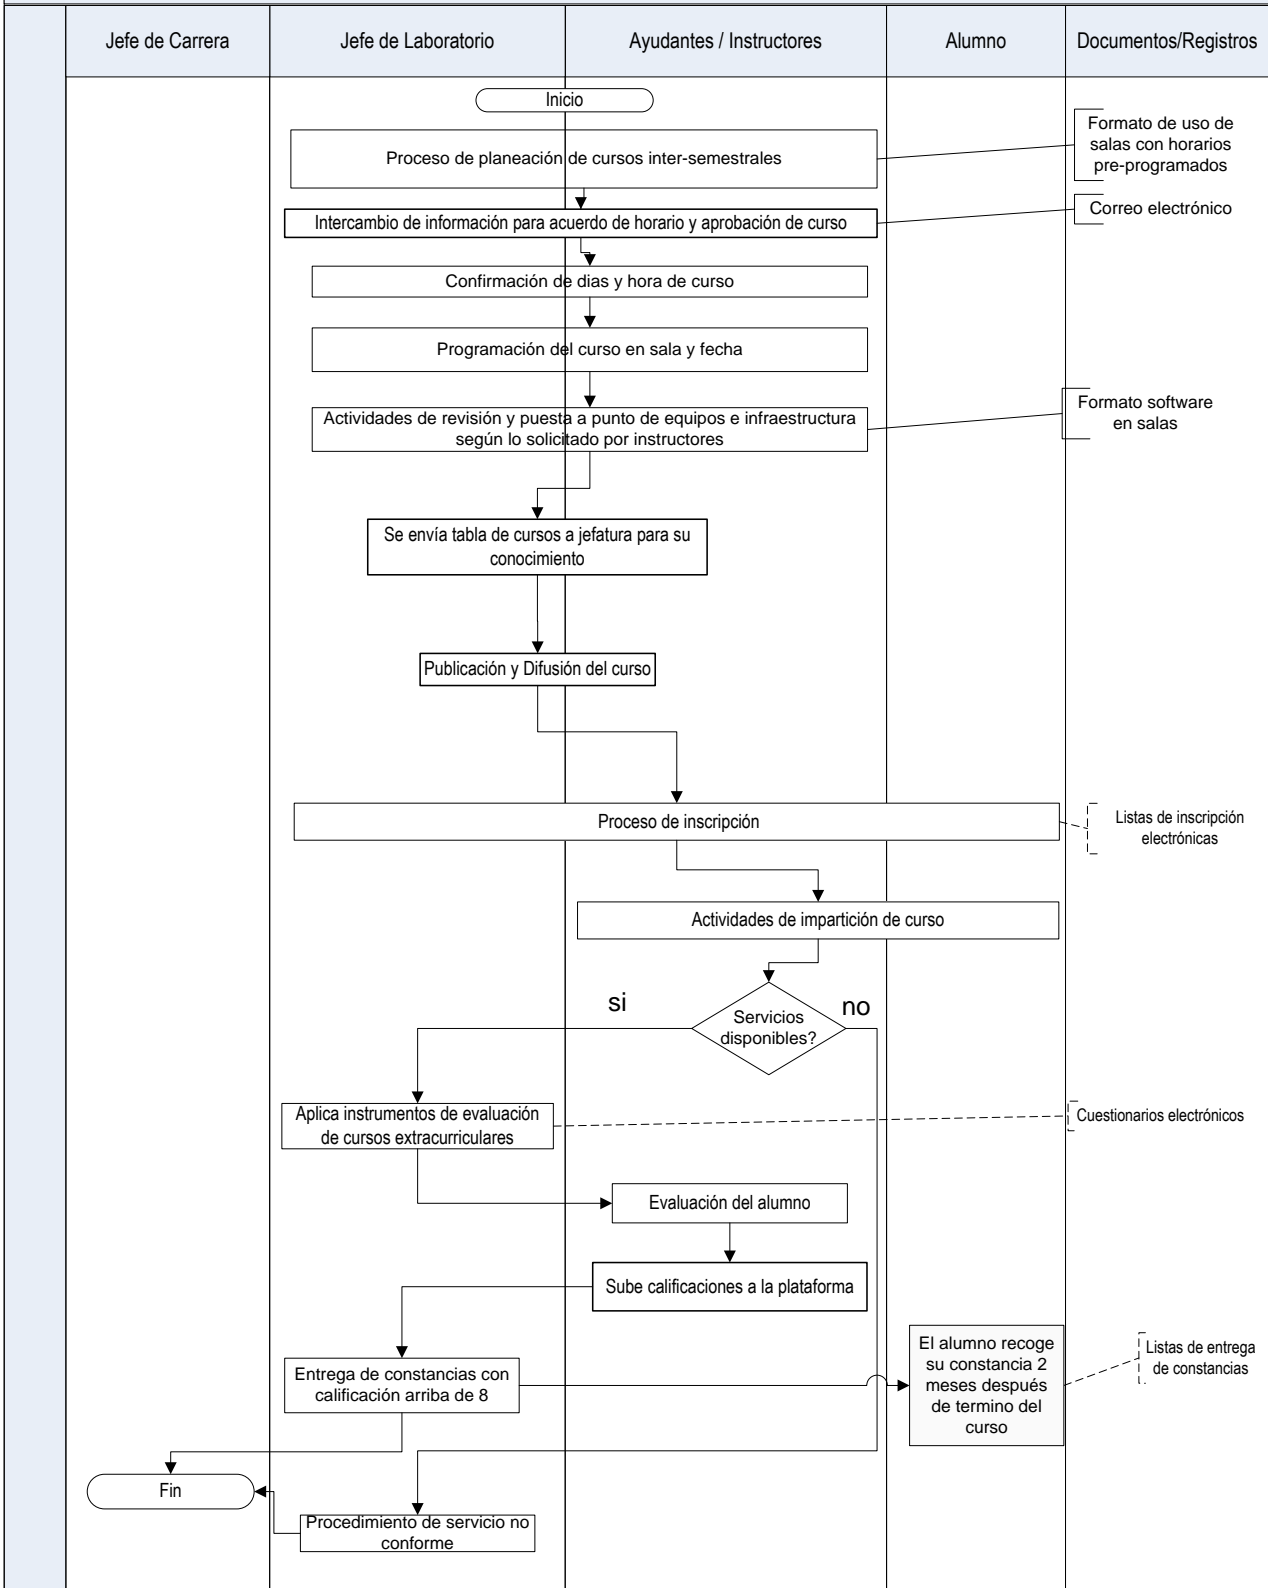 Jefe de Carrera
Jefe de Laboratorio
Ayudantes / Instructores
Alumno
Documentos/Registros
Inicio
Proceso de planeación de cursos inter-semestrales
Formato de uso de
salas con horarios
pre-programados
Intercambio de información para acuerdo de horario y aprobación de curso
Correo electrónico
Confirmación de dias y hora de curso
Programación del curso en sala y fecha
Actividades de revisión y puesta a punto de equipos e infraestructura
según lo solicitado por instructores
Formato software
en salas
Se envía tabla de cursos a jefatura para su
conocimiento
Publicación y Difusión del curso
Proceso de inscripción
Listas de inscripción
electrónicas
Actividades de impartición de curso
Servicios
disponibles?
si
no
Aplica instrumentos de evaluación
de cursos extracurriculares
Cuestionarios electrónicos
Evaluación del alumno
Sube calificaciones a la plataforma
Entrega de constancias con
calificación arriba de 8
El alumno recoge
su constancia 2
meses después
de termino del
curso
Listas de entrega
de constancias
Fin
Procedimiento de servicio no
conforme